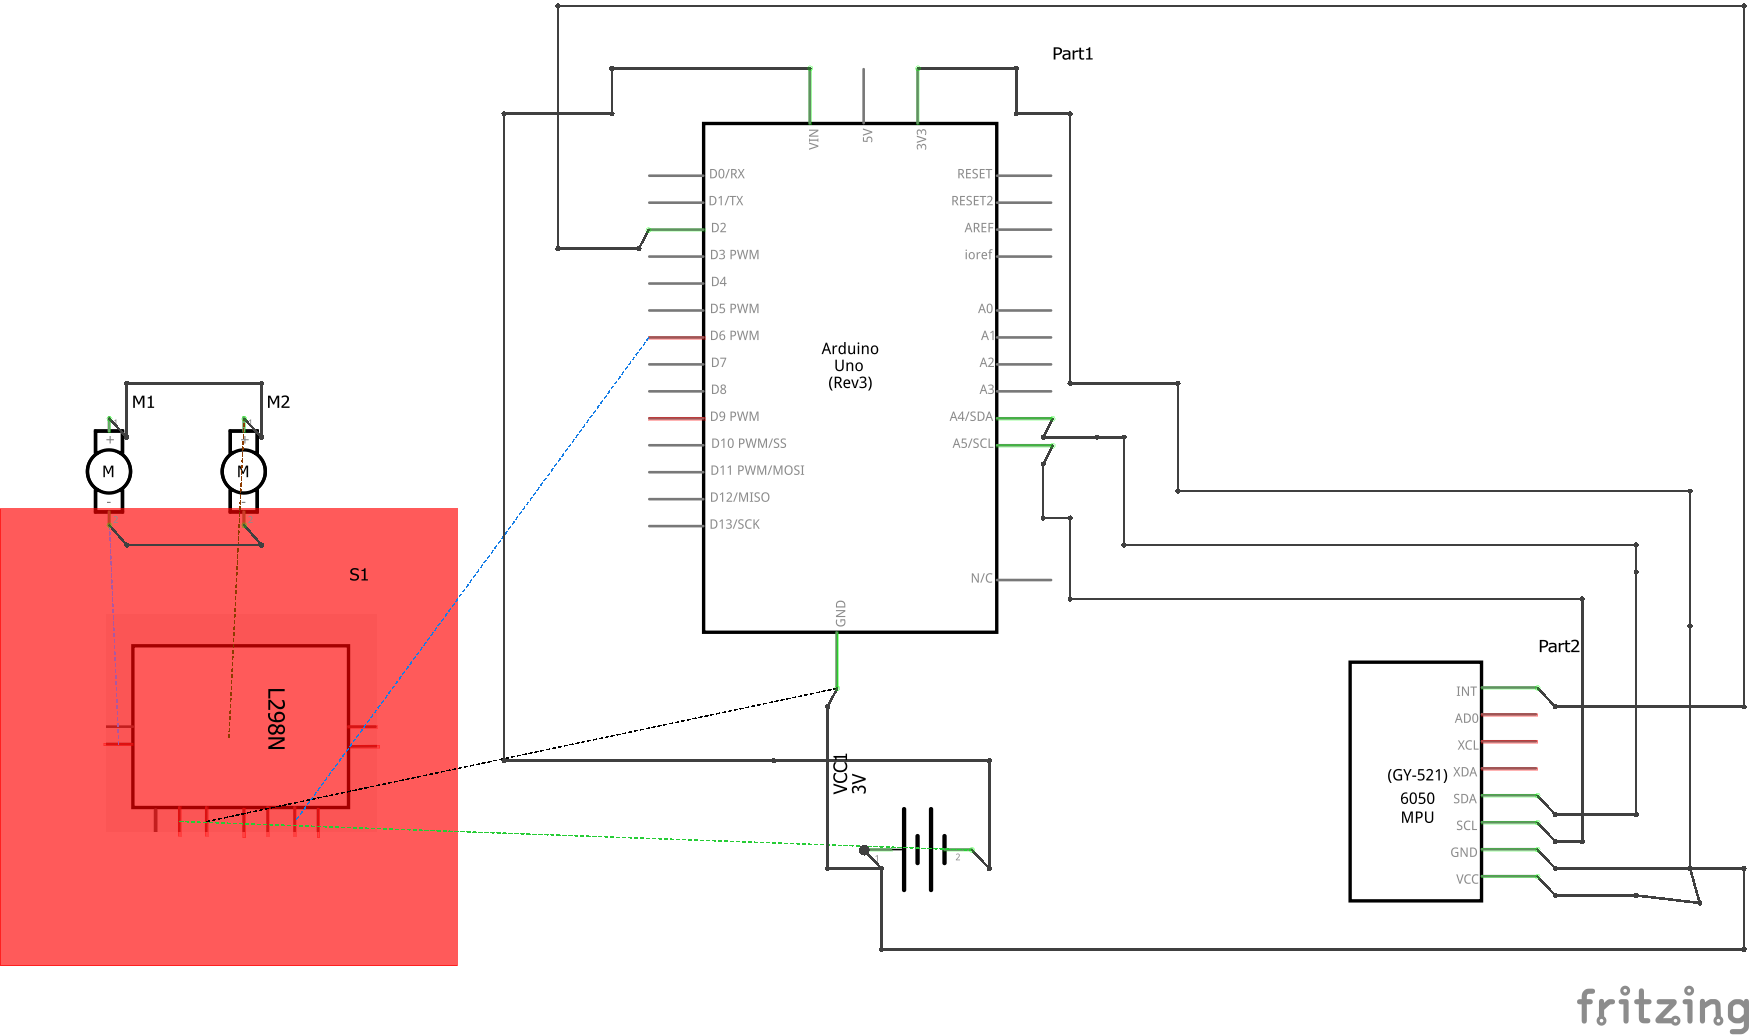 Part1
VIN
5V
3V3
D0/RX
RESET
D1/TX
RESET2
D2
AREF
D3 PWM
ioref
D4
D5 PWM
A0
D6 PWM
A1
Arduino
Uno
(Rev3)
D7
A2
D8
A3
D9 PWM
A4/SDA
D10 PWM/SS
A5/SCL
D11 PWM/MOSI
D12/MISO
D13/SCK
N/C
GND
M1
M2
+
+
M
M
-
-
S1
L298N
VCC1
3V
1
2
Part2
INT
AD0
XCL
XDA
SDA
SCL
GND
VCC
(GY-521)
6050
MPU
fritzing